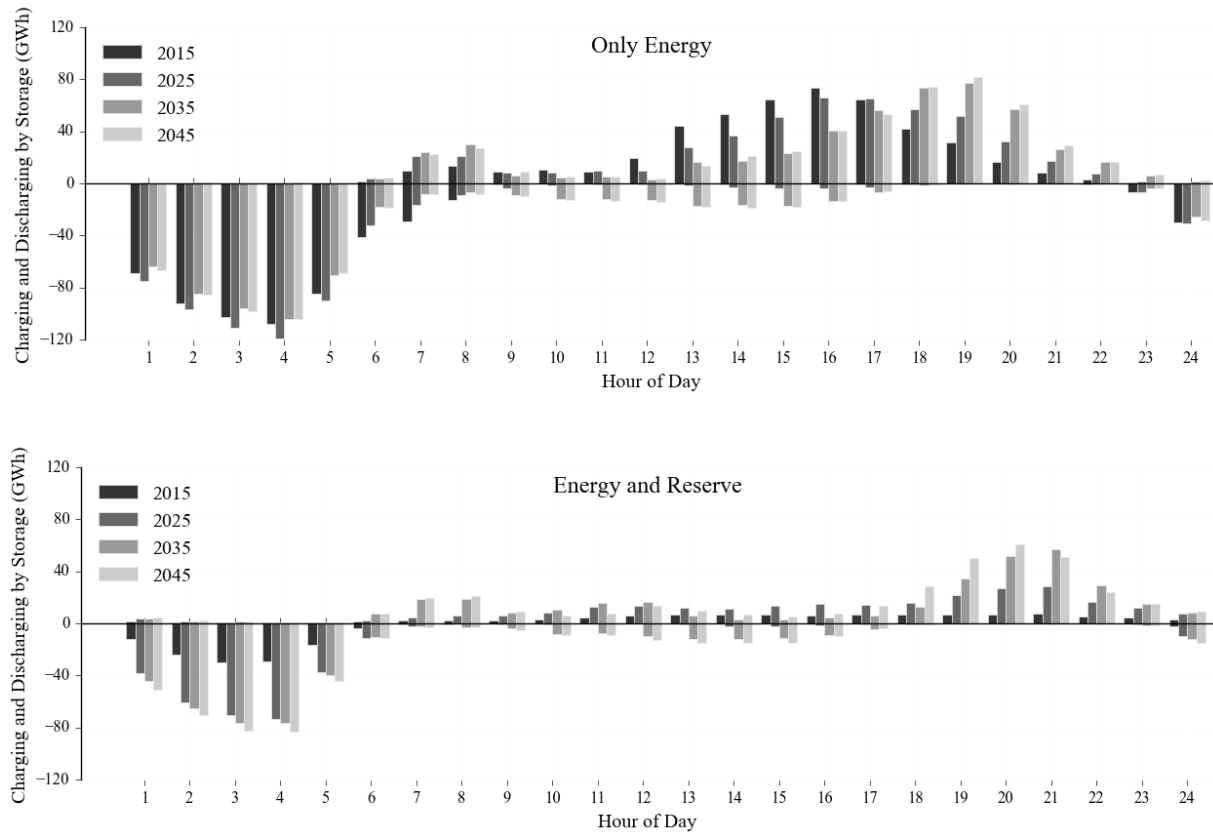 Only Energy
Charging and Discharging by Storage (GWh)
120
80
40
0
−40
−80
−120
2015
2025
2035
2045
1 2 3 4 5 6 7 8 9 10 11 12 13 14 15 16 17 18 19 20 21 22 23 24
Hour of Day
Energy and Reserve
Charging and Discharging by Storage (GWh)
120
80
40
0
−40
−80
−120
2015
2025
2035
2045
1 2 3 4 5 6 7 8 9 10 11 12 13 14 15 16 17 18 19 20 21 22 23 24
Hour of Day